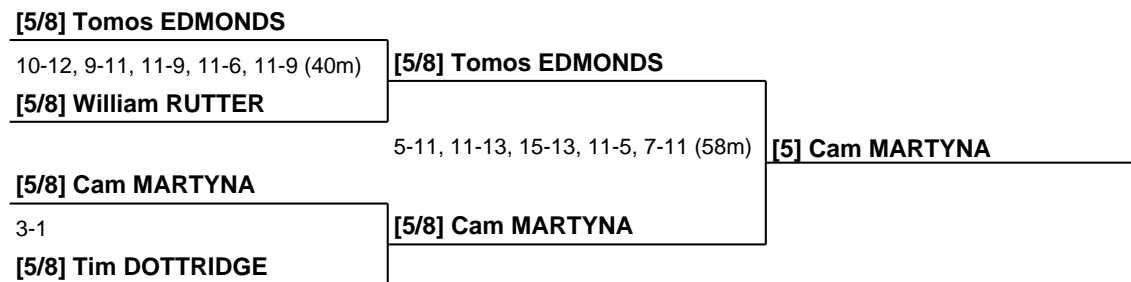 [5/8] Tomos EDMONDS
10-12, 9-11, 11-9, 11-6, 11-9 (40m)
[5/8] William RUTTER
[5/8] Tomos EDMONDS
5-11, 11-13, 15-13, 11-5, 7-11 (58m)
[5] Cam MARTYNA
[5/8] Cam MARTYNA
3-1
[5/8] Tim DOTTRIDGE
[5/8] Cam MARTYNA